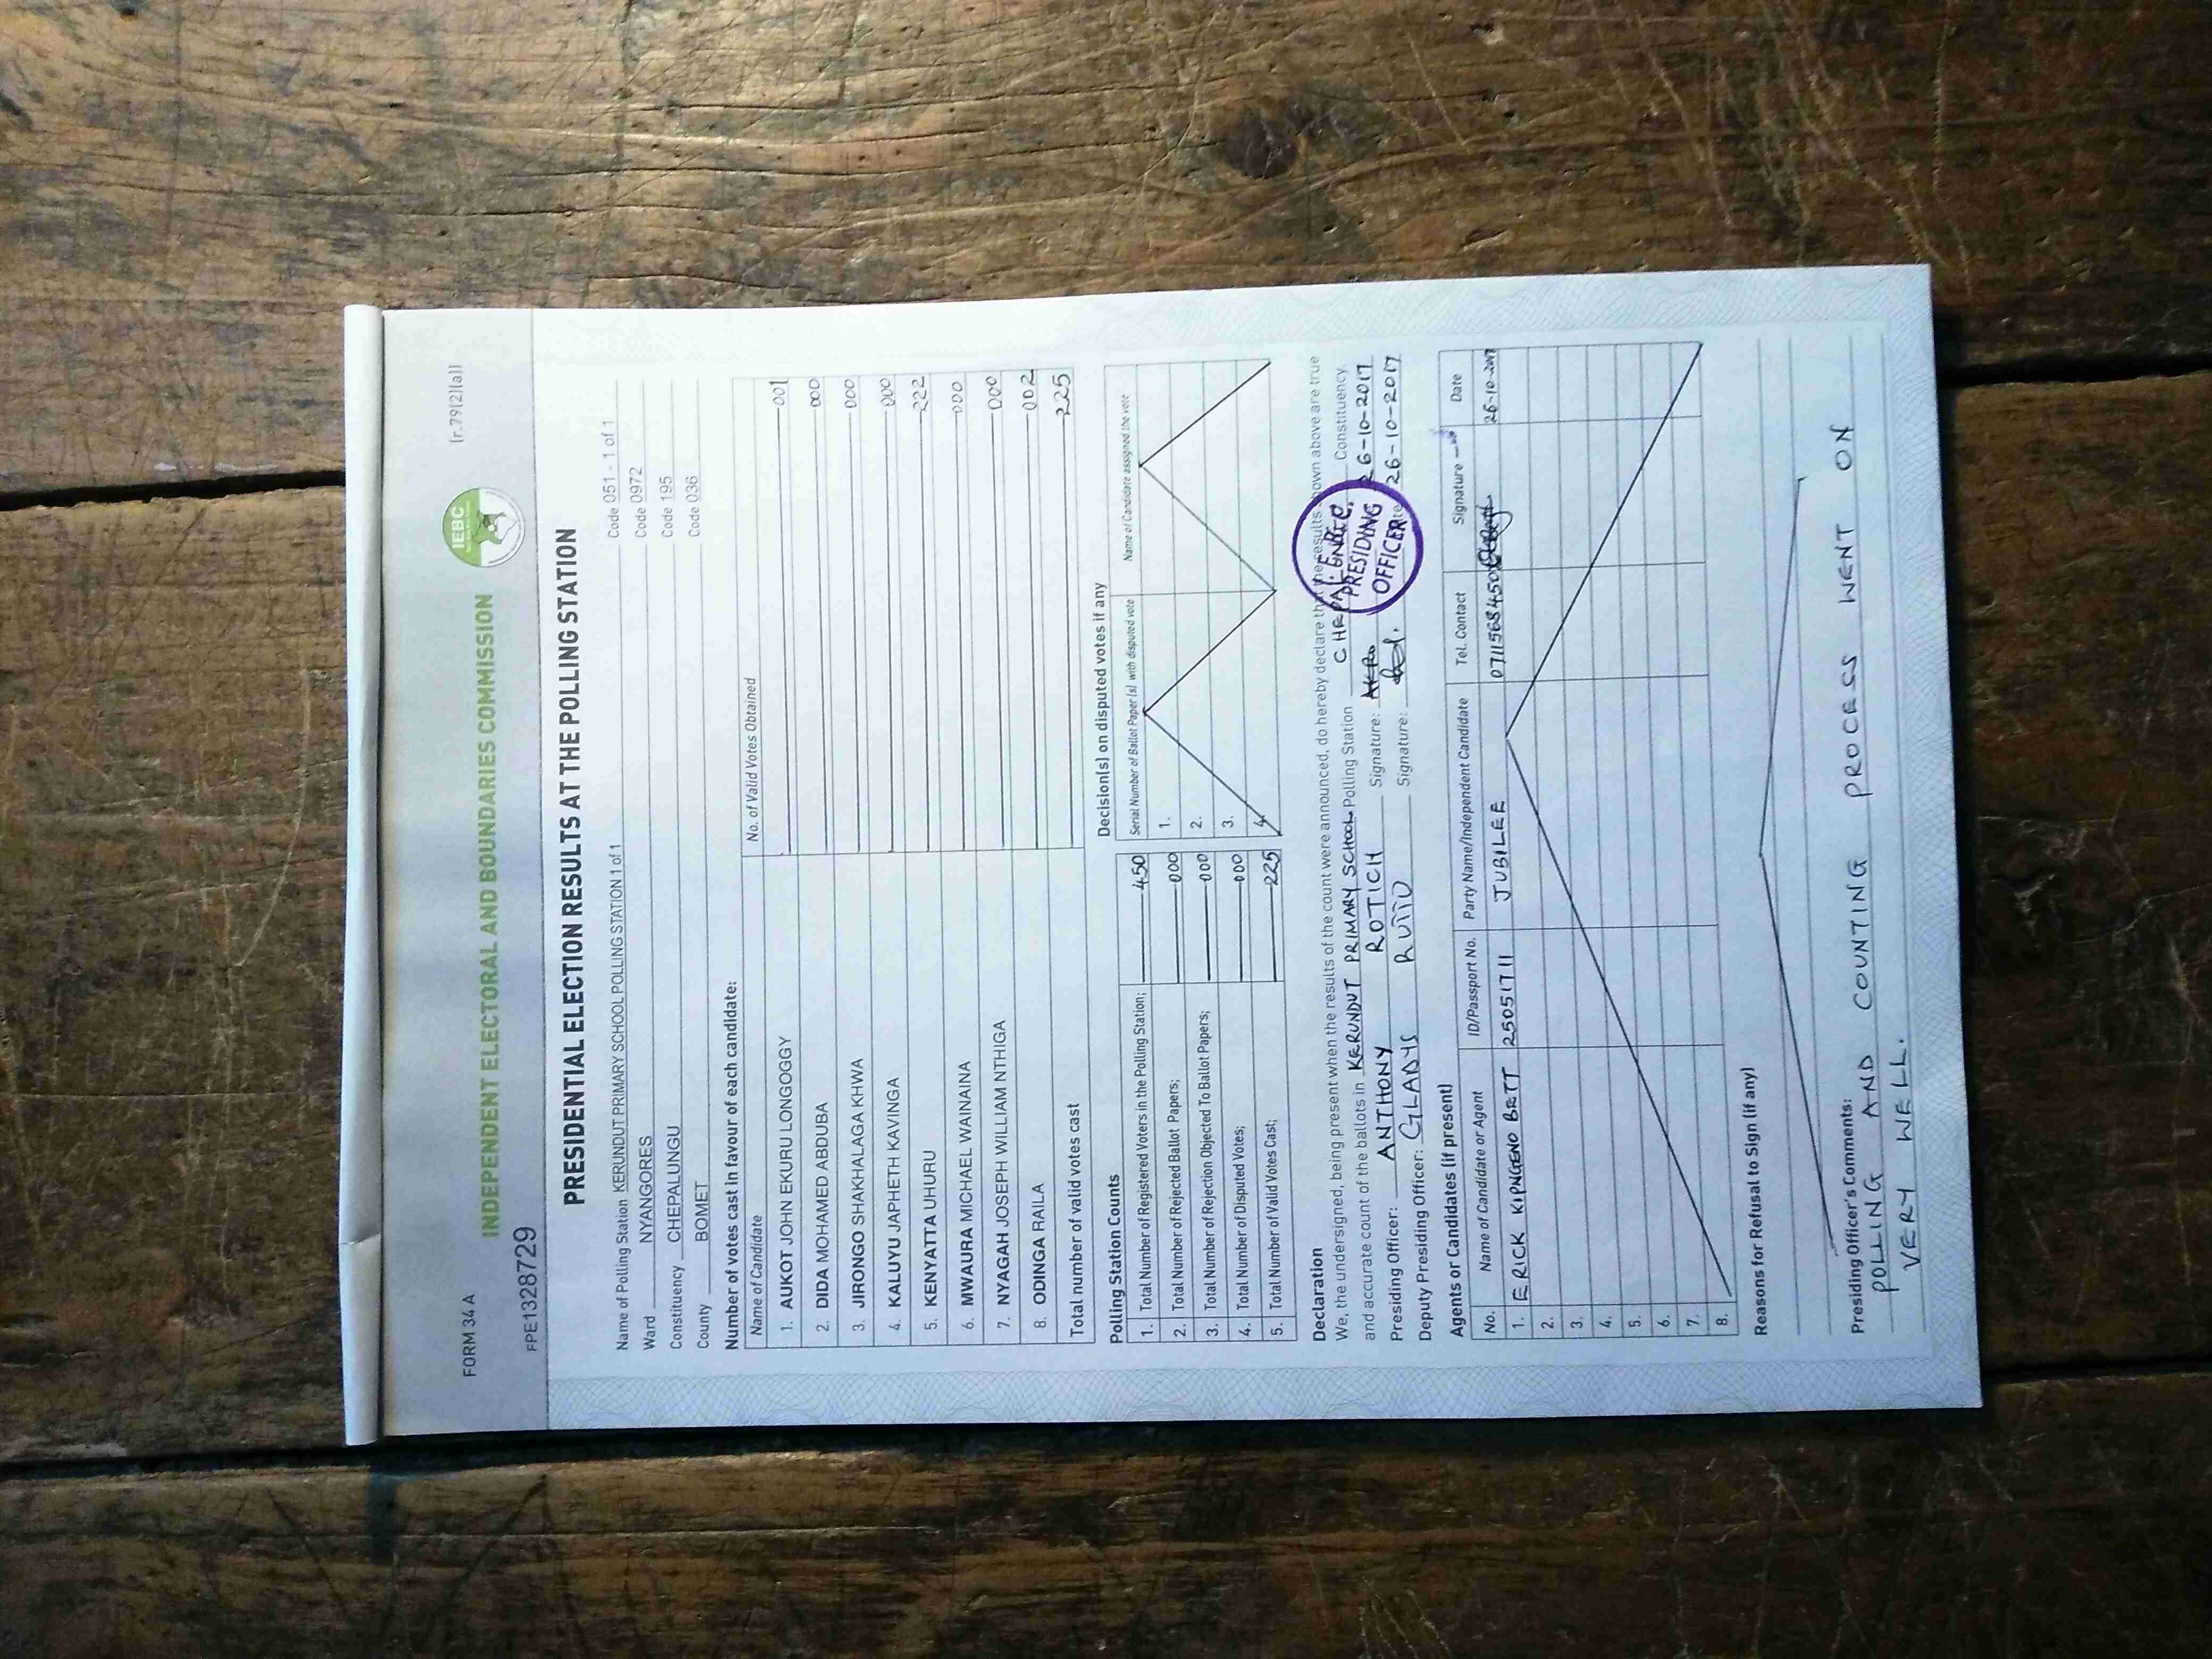 FORM 34 A
(r.79(2)(a))
INDEPENDENT ELECTORAL AND BOUNDARIES COMMISSION
IEBC
FPE1328729
PRESIDENTIAL ELECTION RESULTS AT THE POLLING STATION
Name of Polling Station KERUNDUT PRIMARY SCHOOL POLLING STATION 1 of 1 Code 051 - 1 of 1
Ward NYANGORES Code 0972
Constituency CHEPALUNGU Code 195
County BOMET Code 036
Number of votes cast in favour of each candidate:
Name of Candidate No. of Valid Votes Obtained
1. AUKOT JOHN EKURU LONGOGGY 001
2. DIDA MOHAMED ABDUBA 000
3. JIRONGO SHAKHALAGA KHWA 000
4. KALUYU JAPHETH KAVINGA 000
5. KENYATTA UHURU 222
6. MWAURA MICHAEL WAINAINA 000
7. NYAGAH JOSEPH WILLIAM NTHIGA 000
8. ODINGA RAILA 002
Total number of valid votes cast 225
Polling Station Counts
1. Total Number of Registered Voters in the Polling Station; 450
2. Total Number of Rejected Ballot Papers; 000
3. Total Number of Rejection Objected To Ballot Papers; 000
4. Total Number of Disputed Votes; 000
5. Total Number of Valid Votes Cast; 225
Decision(s) on disputed votes if any
Serial Number of Ballot Paper(s) with disputed vote Name of Candidate assigned the vote
1.
2.
3.
4.
Declaration
We, the undersigned, being present when the results of the count were announced, do hereby declare that the results shown above are true
and accurate count of the ballots in KERUNDUT PRIMARY SCHOOL Polling Station Constituency.
Presiding Officer: ANTHONY ROTICH Signature: 26-10-2017
Deputy Presiding Officer: GLADYS RUTO Signature: 26-10-2017
PRESIDING
OFFICER
Agents or Candidates (if present)
No. Name of Candidate or Agent ID/Passport No. Party Name/Independent Candidate Tel. Contact Signature Date
1. ERICK KIPNGENO BETT 25051711 JUBILEE 0711568450 26-10-2017
2.
3.
4.
5.
6.
7.
8.
Reasons for Refusal to Sign (if any)
Presiding Officer's Comments:
POLLING AND COUNTING PROCESS WENT ON
VERY WELL.